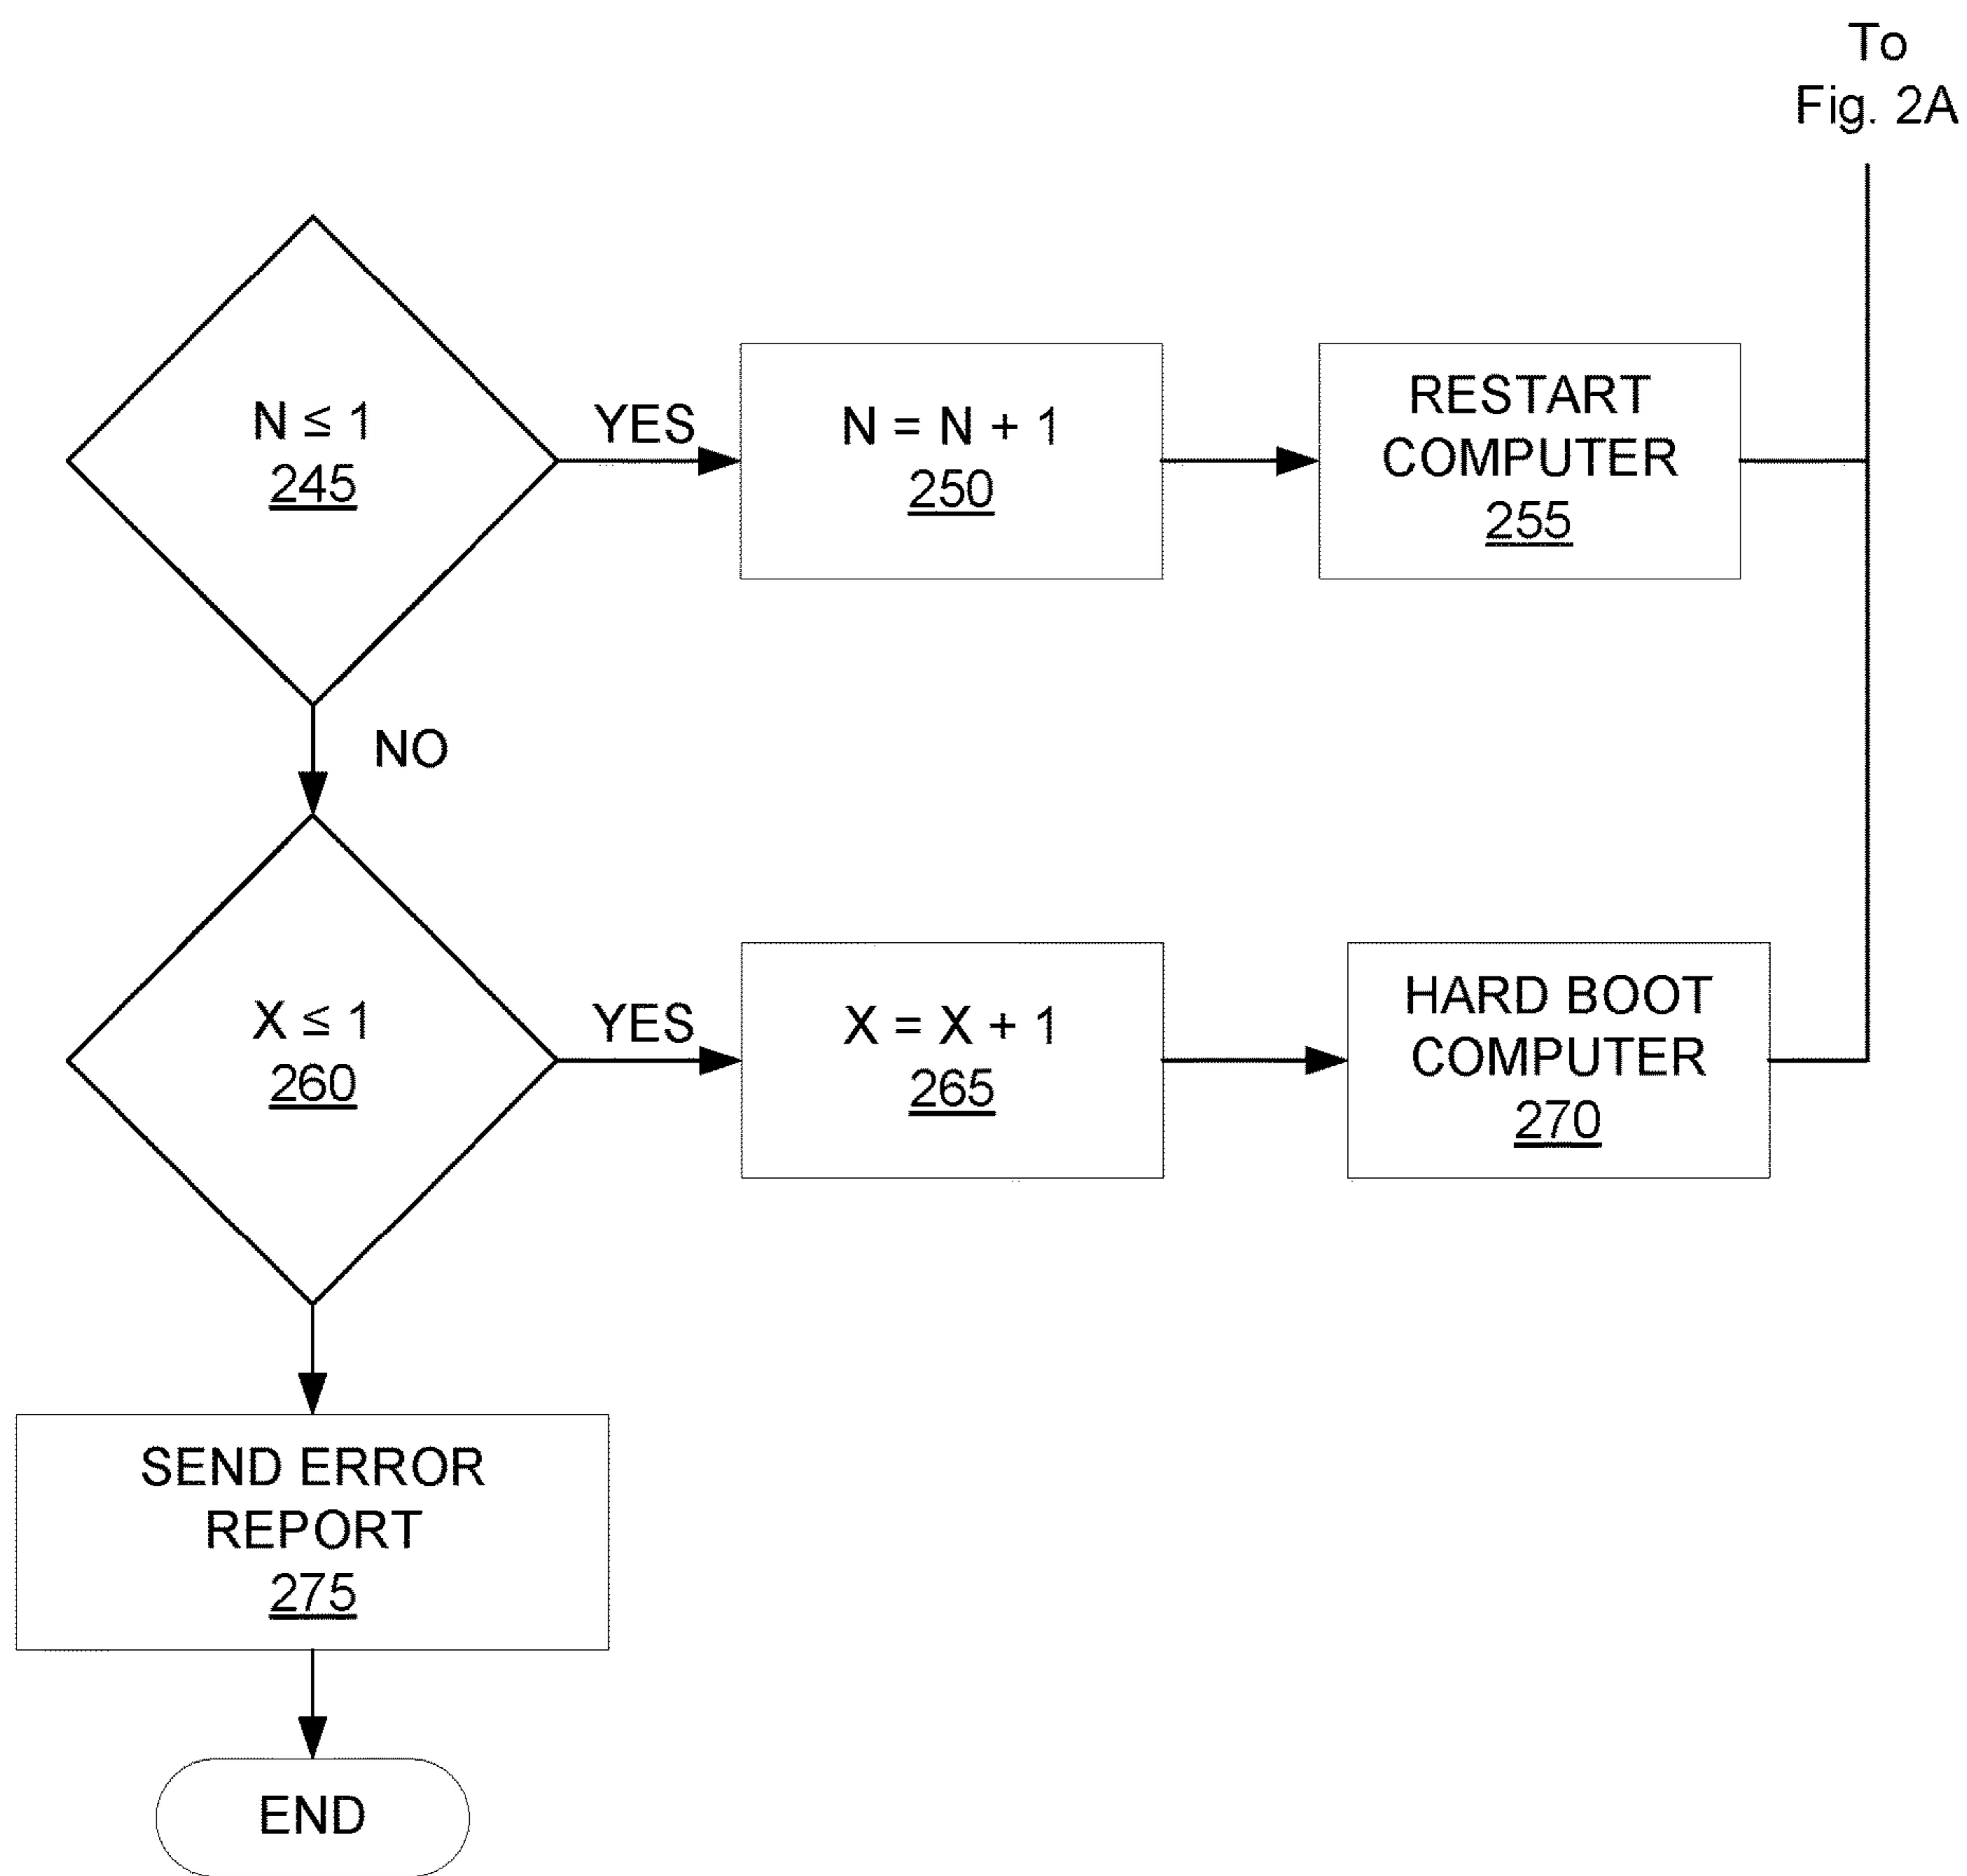 To
Fig. 2A
N ≤ 1
245
YES
N = N + 1
250
RESTART
COMPUTER
255
NO
X ≤ 1
260
YES
X = X + 1
265
HARD BOOT
COMPUTER
270
SEND ERROR
REPORT
275
END